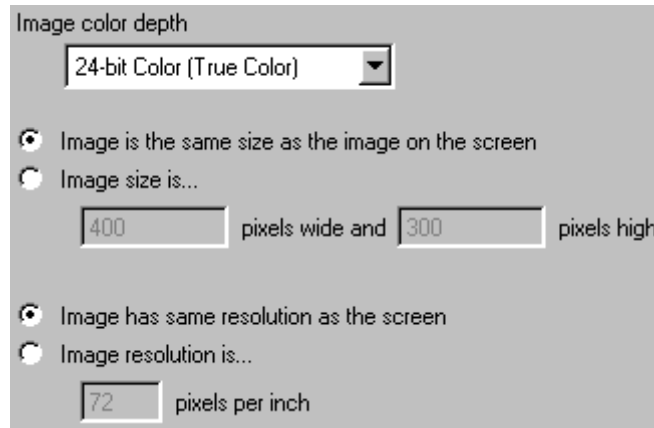 Image color depth
24-bit Color (True Color)
Image is the same size as the image on the screen
Image size is...
400 pixels wide and 300 pixels high
Image has same resolution as the screen
Image resolution is...
72 pixels per inch